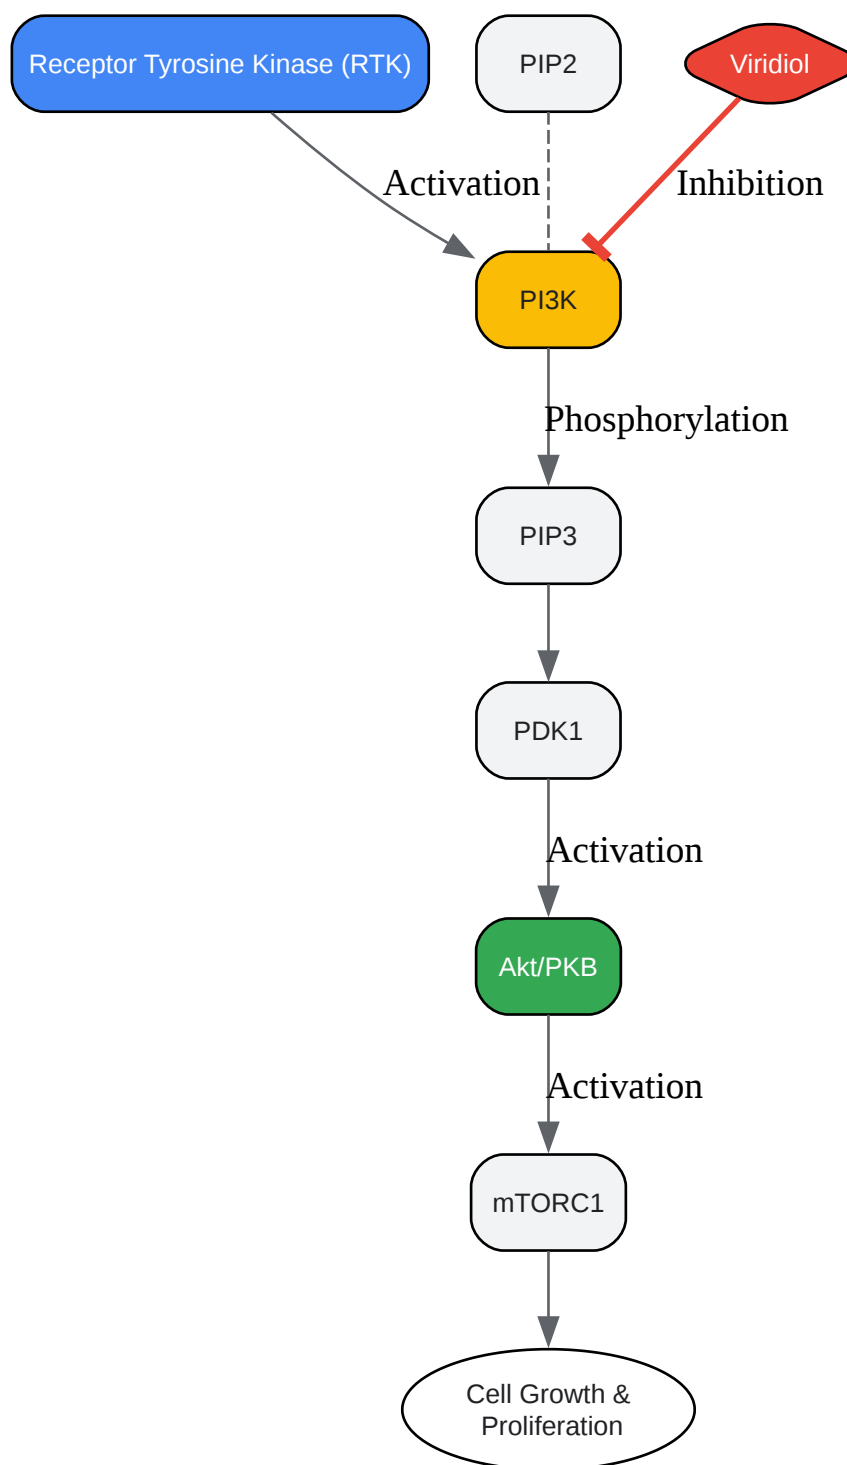 Receptor Tyrosine Kinase (RTK)
PIP2
Viridiol
Activation
Inhibition
PI3K
Phosphorylation
PIP3
PDK1
Activation
Akt/PKB
Activation
mTORC1
Cell Growth &
Proliferation